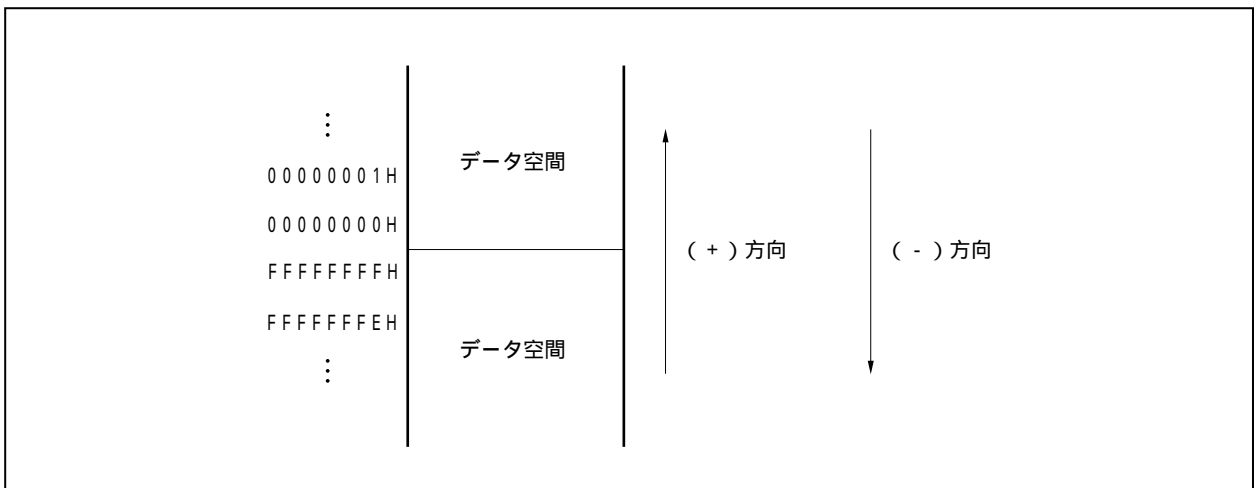 ⋮
00000001H
データ空間
00000000H
(+)方向
(-)方向
FFFFFFFFH
FFFFFFFEH
データ空間
⋮